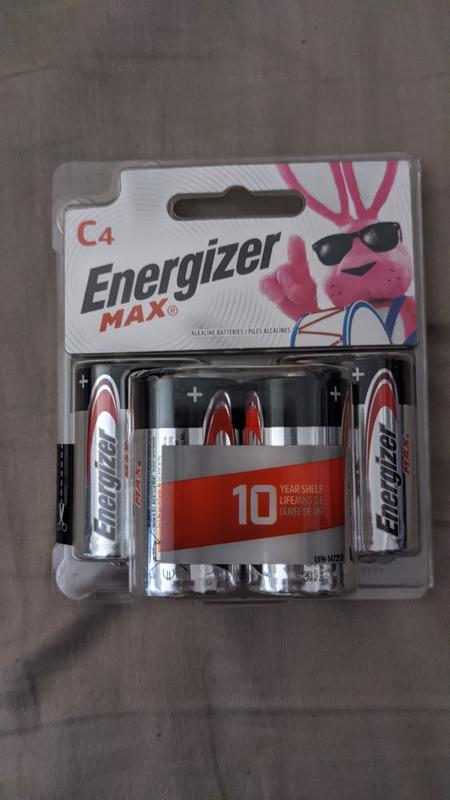 C4
Energizer
MAX®
ALKALINE BATTERIES / PILES ALCALINES
+
+
+
+
Energizer
MAX®
MAX®
Energizer
MAX®
10
YEAR SHELF
LIFE/ANS DE
DURÉE DE VIE